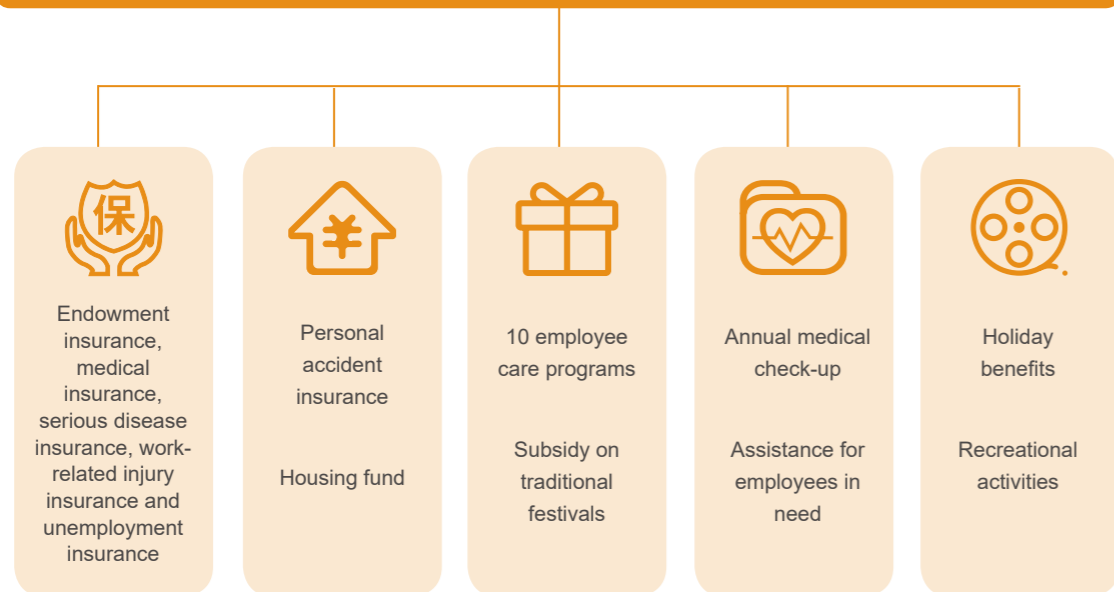 保
Endowment
insurance,
medical
insurance,
serious disease
insurance, work-
related injury
insurance and
unemployment
insurance
¥
Personal
accident
insurance
Housing fund
10 employee
care programs
Subsidy on
traditional
festivals
Annual medical
check-up
Assistance for
employees in
need
Holiday
benefits
Recreational
activities